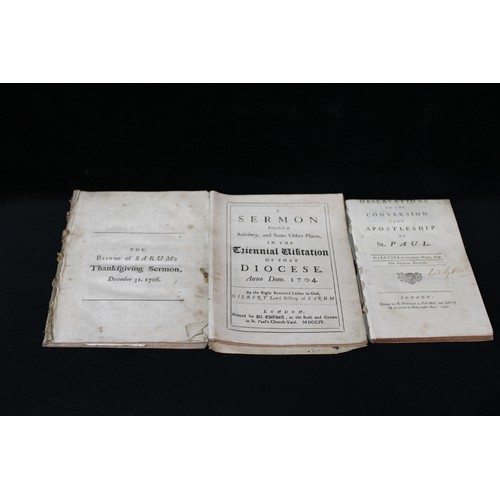 THE
BISHOP of SARUM's
Thanksgiving Sermon,
December 31. 1706.
A
SERMON
Preach'd at
Salisbury, and Some Other Places,
IN THE
Triennial Visitation
OF THAT
DIOCESE.
Anno Dom. 1704.
By the Right Reverend Father in God,
GILBERT Lord Bishop of SARUM.
LONDON:
Printed for Ri. Chiswell, at the Rose and Crown
in St. Paul's Church-Yard. MDCCIV.
OBSERVATIONS
ON THE
CONVERSION
AND
APOSTLESHIP
OF
St. PAUL.
LONDON: